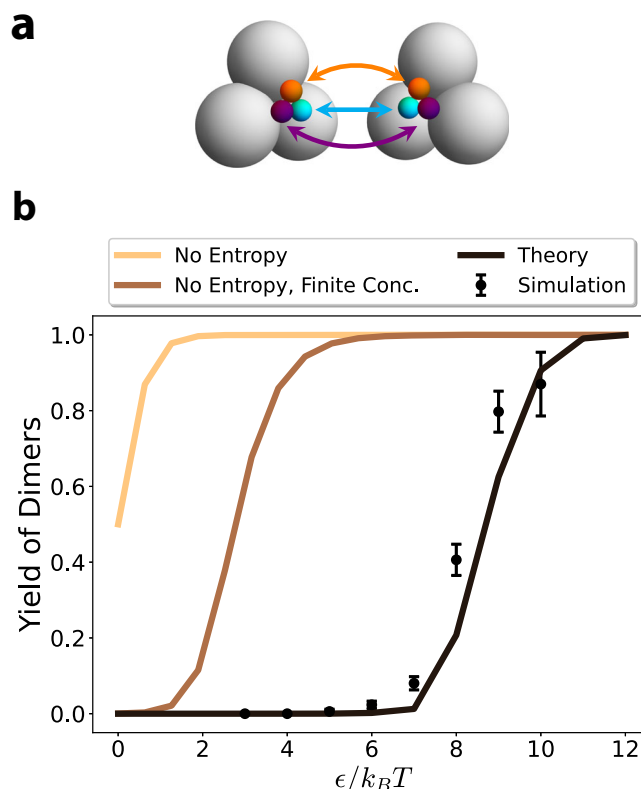 a
b
No Entropy
No Entropy, Finite Conc.
Theory
Simulation
Yield of Dimers
1.0
0.8
0.6
0.4
0.2
0.0
0 2 4 6 8 10 12
ϵ/k_BT